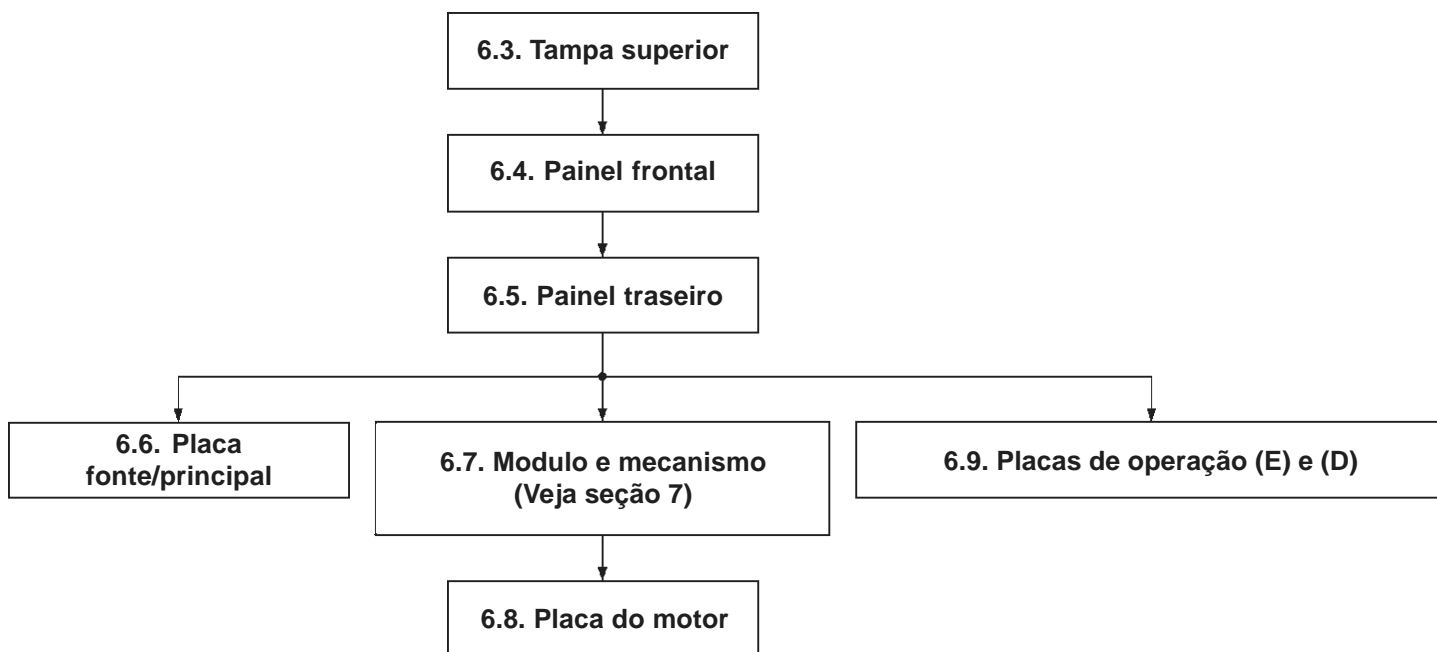 6.3. Tampa superior
6.4. Painel frontal
6.5. Painel traseiro
6.6. Placa
fonte/principal
6.7. Modulo e mecanismo
(Veja seção 7)
6.9. Placas de operação (E) e (D)
6.8. Placa do motor